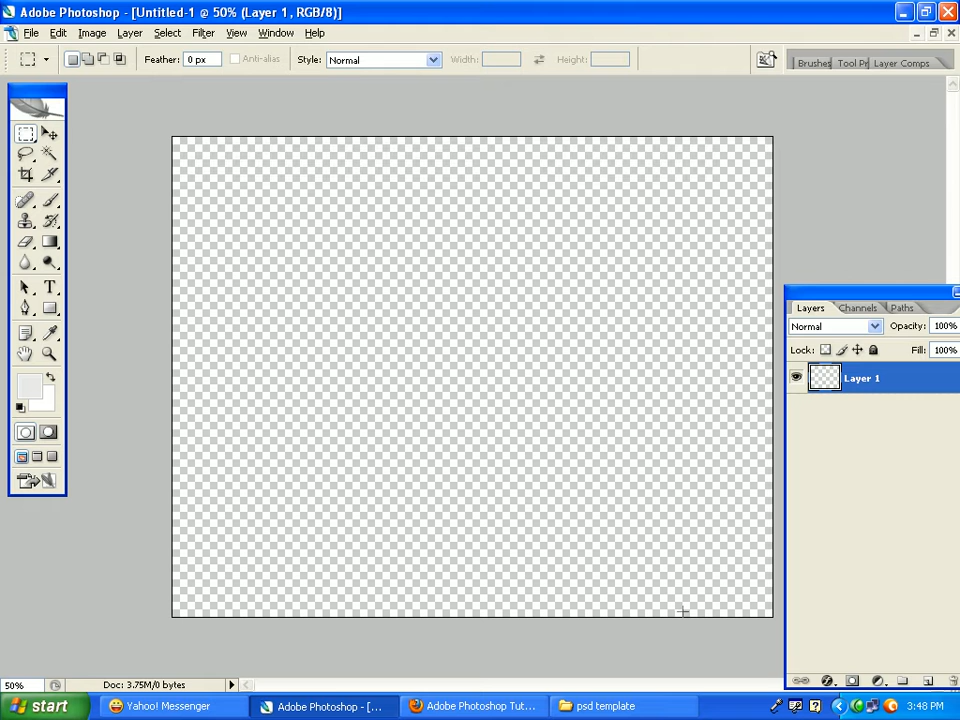 Adobe Photoshop - [Untitled-1 @ 50% (Layer 1, RGB/8)]
File Edit Image Layer Select Filter View Window Help
Feather: 0 px Anti-alias Style: Normal Width: Height: Brushes Tool Pr Layer Comps
Layers Channels Paths
Normal Opacity: 100%
Lock: Fill: 100%
Layer 1
50% Doc: 3.75M/0 bytes
start Yahoo! Messenger Adobe Photoshop - [... Adobe Photoshop Tut... psd template 3:48 PM